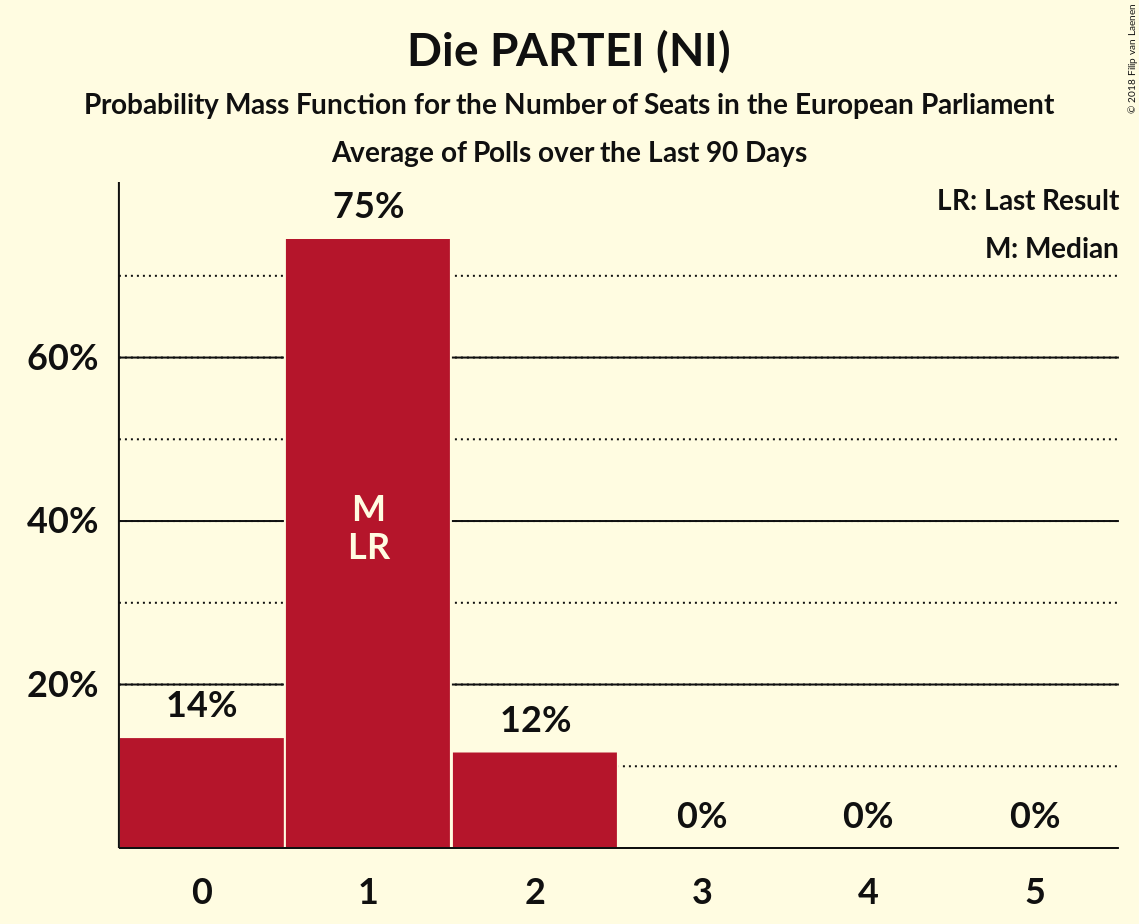 Die PARTEI (NI)
Probability Mass Function for the Number of Seats in the European Parliament
Average of Polls over the Last 90 Days
© 2018 Filip van Laenen
LR: Last Result
M: Median
75%
60%
40%
20%
M
LR
14%
12%
0%
0%
0%
0
1
2
3
4
5